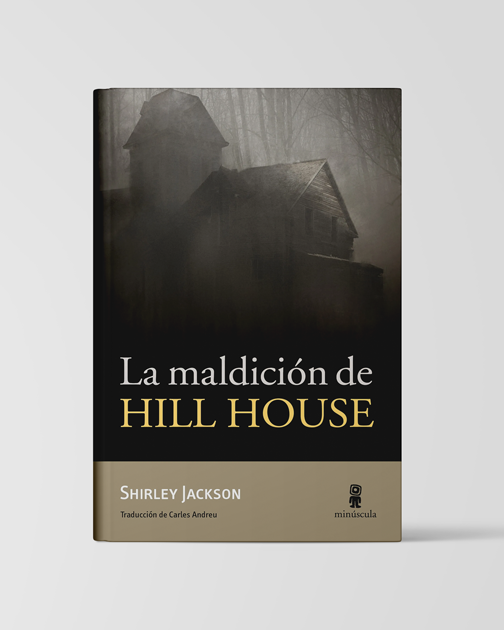 La maldición de
HILL HOUSE
SHIRLEY JACKSON
Traducción de Carles Andreu
minúscula